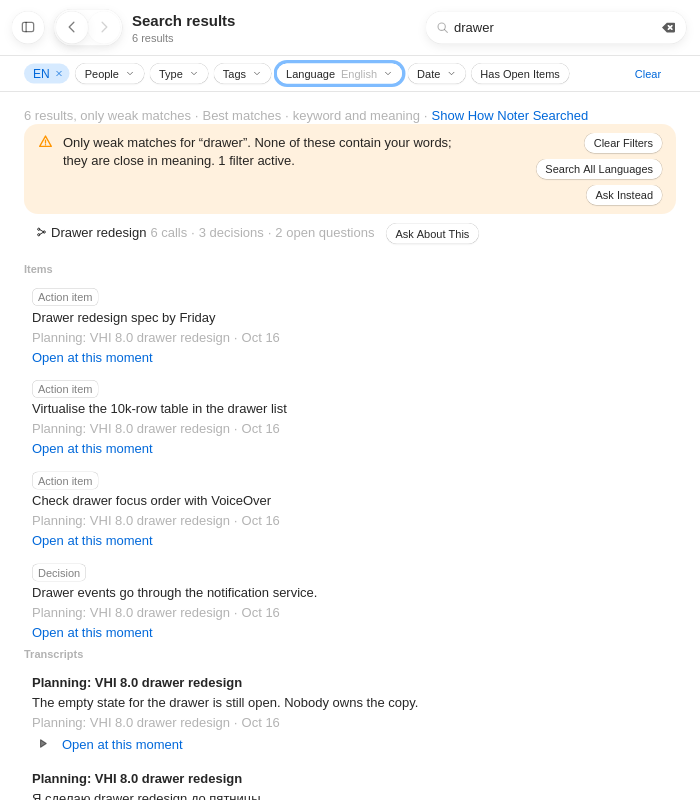 Search results
6 results
drawer
EN ×
People
Type
Tags
Language English
Date
Has Open Items
Clear
6 results, only weak matches · Best matches · keyword and meaning · Show How Noter Searched
Only weak matches for “drawer”. None of these contain your words;
they are close in meaning. 1 filter active.
Clear Filters
Search All Languages
Ask Instead
Drawer redesign 6 calls · 3 decisions · 2 open questions
Ask About This
Items
Action item
Drawer redesign spec by Friday
Planning: VHI 8.0 drawer redesign · Oct 16
Open at this moment
Action item
Virtualise the 10k-row table in the drawer list
Planning: VHI 8.0 drawer redesign · Oct 16
Open at this moment
Action item
Check drawer focus order with VoiceOver
Planning: VHI 8.0 drawer redesign · Oct 16
Open at this moment
Decision
Drawer events go through the notification service.
Planning: VHI 8.0 drawer redesign · Oct 16
Open at this moment
Transcripts
Planning: VHI 8.0 drawer redesign
The empty state for the drawer is still open. Nobody owns the copy.
Planning: VHI 8.0 drawer redesign · Oct 16
Open at this moment
Planning: VHI 8.0 drawer redesign
Я сделаю drawer redesign до пятницы